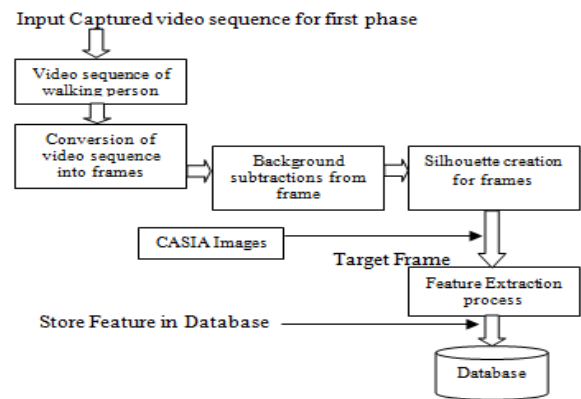 Input Captured video sequence for first phase
Video sequence of
walking person
Conversion of
video sequence
into frames
Background
subtractions from
frame
Silhouette creation
for frames
CASIA Images
Target Frame
Feature Extraction
process
Store Feature in Database
Database